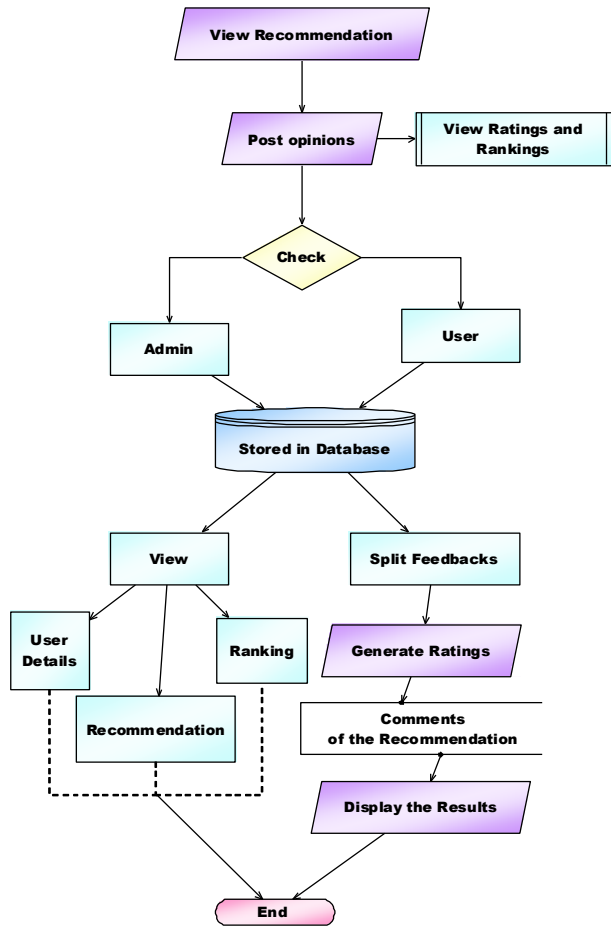 View Recommendation
Post opinions
View Ratings and
Rankings
Check
Admin
User
Stored in Database
View
Split Feedbacks
User
Details
Ranking
Generate Ratings
Recommendation
Comments
of the Recommendation
Display the Results
End